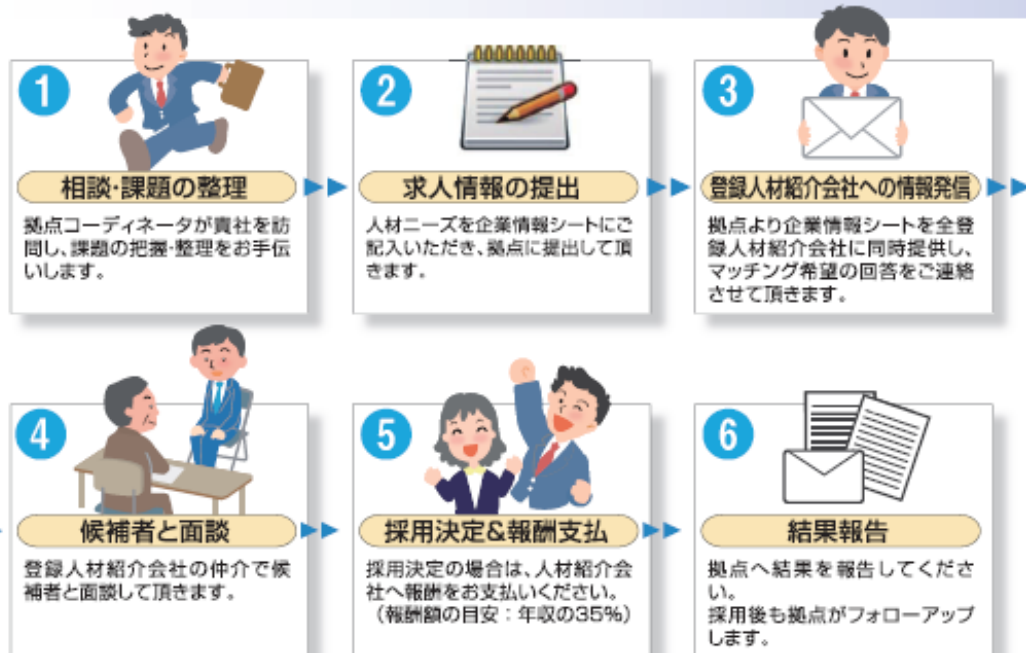 1
相談・課題の整理
拠点コーディネータが貴社を訪
問し、課題の把握・整理をお手伝
いします。
2
求人情報の提出
人材ニーズを企業情報シートにご
記入いただき、拠点に提出して頂
きます。
3
登録人材紹介会社への情報発信
拠点より企業情報シートを全登
録人材紹介会社に同時提供し、
マッチング希望の回答をご連絡
させて頂きます。
4
候補者と面談
登録人材紹介会社の仲介で候
補者と面談して頂きます。
5
採用決定&報酬支払
採用決定の場合は、人材紹介会
社へ報酬をお支払いください。
（報酬額の目安：年収の35%）
6
結果報告
拠点へ結果を報告してくださ
い。
採用後も拠点がフォローアップ
します。